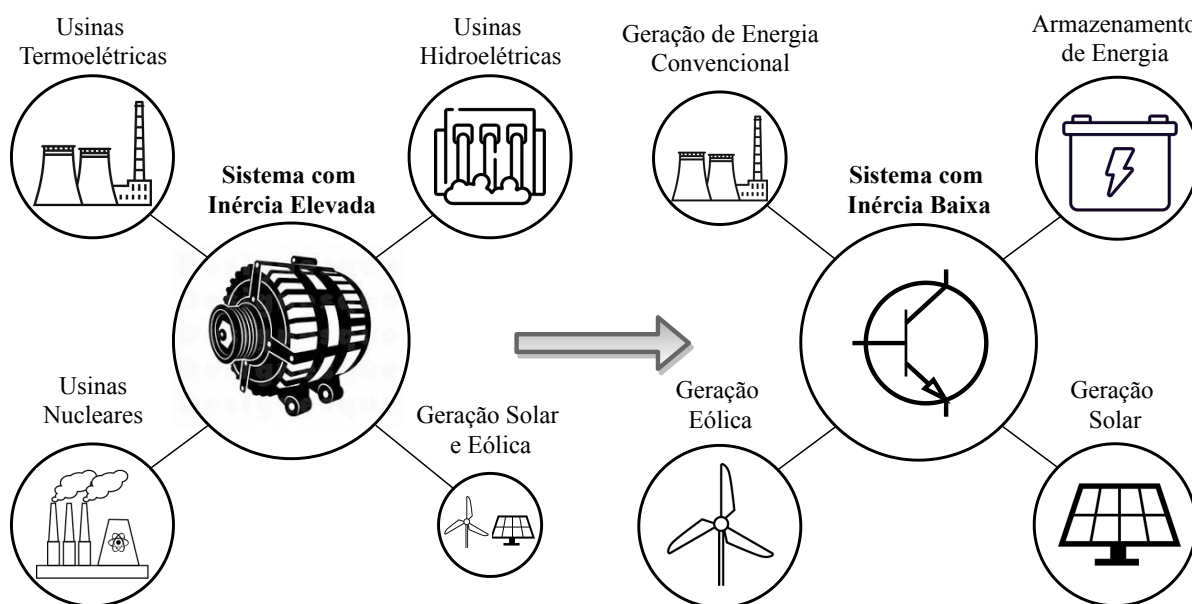 Usinas
Termoelétricas
Usinas
Hidroelétricas
Sistema com
Inércia Elevada
Usinas
Nucleares
Geração Solar
e Eólica
Geração de Energia
Convencional
Armazenamento
de Energia
Sistema com
Inércia Baixa
Geração
Eólica
Geração
Solar